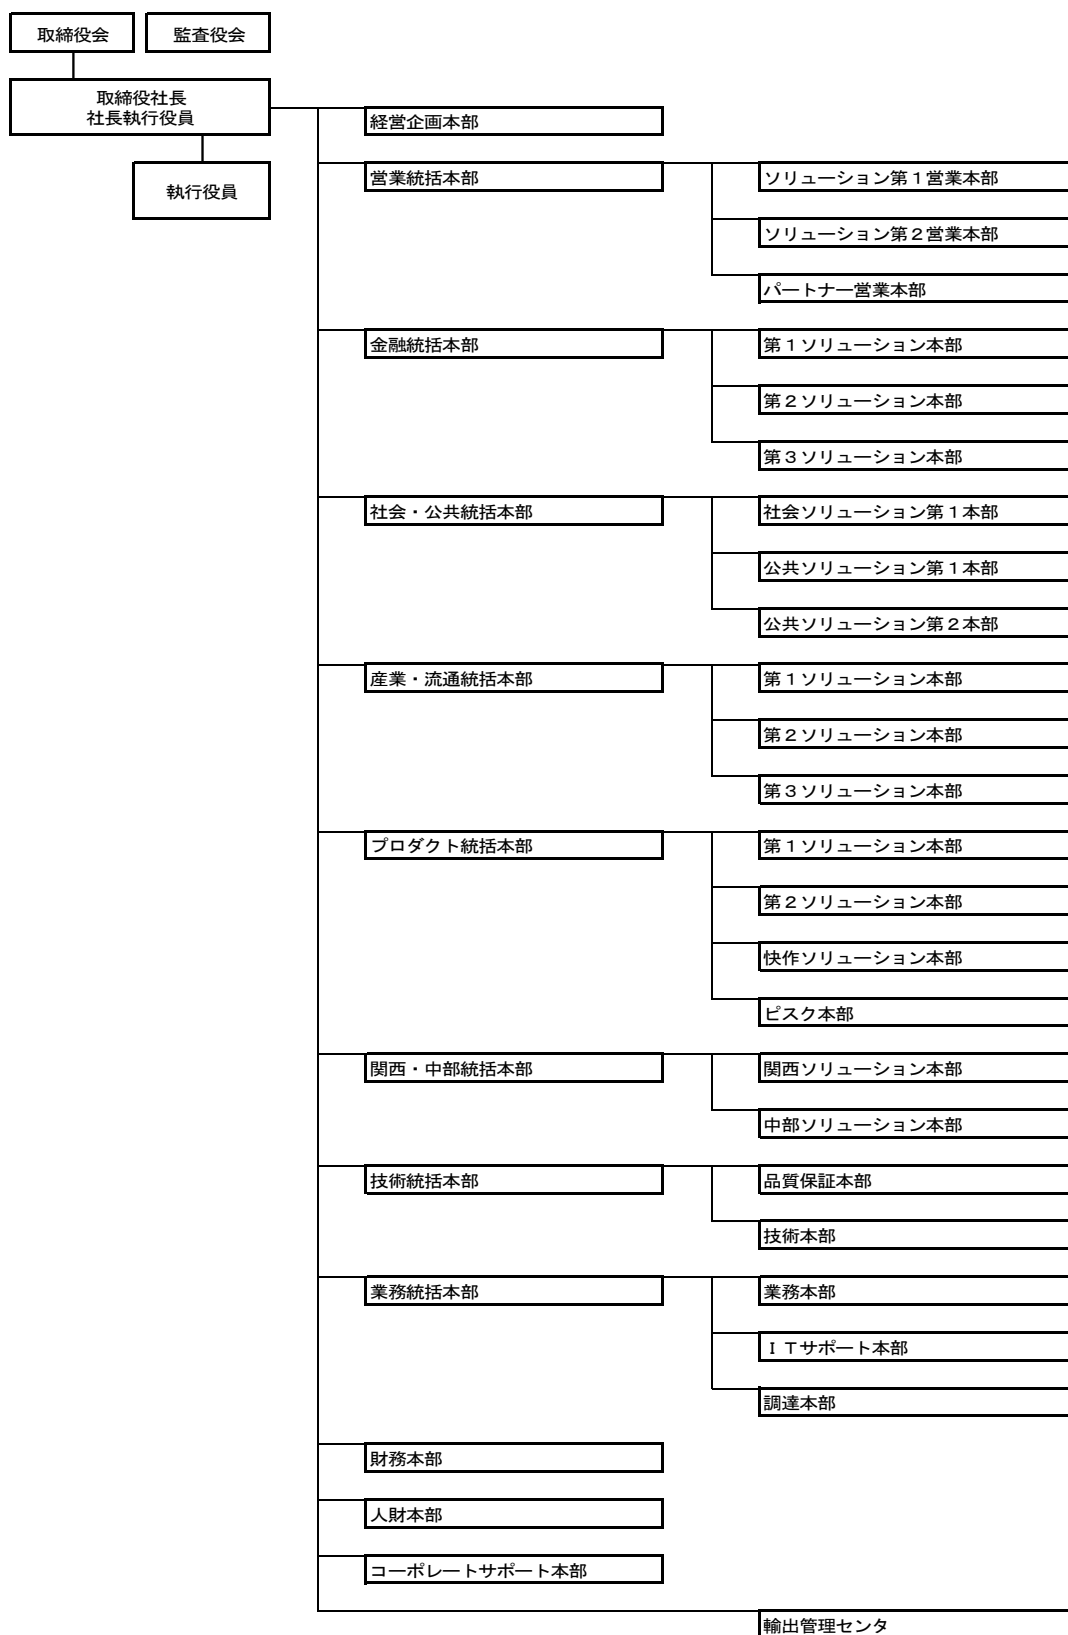 取締役会
監査役会
取締役社長
社長執行役員
執行役員
経営企画本部
営業統括本部
ソリューション第１営業本部
ソリューション第２営業本部
パートナー営業本部
金融統括本部
第１ソリューション本部
第２ソリューション本部
第３ソリューション本部
社会・公共統括本部
社会ソリューション第１本部
公共ソリューション第１本部
公共ソリューション第２本部
産業・流通統括本部
第１ソリューション本部
第２ソリューション本部
第３ソリューション本部
プロダクト統括本部
第１ソリューション本部
第２ソリューション本部
快作ソリューション本部
ビスク本部
関西・中部統括本部
関西ソリューション本部
中部ソリューション本部
技術統括本部
品質保証本部
技術本部
業務統括本部
業務本部
ＩＴサポート本部
調達本部
財務本部
人財本部
コーポレートサポート本部
輸出管理センタ